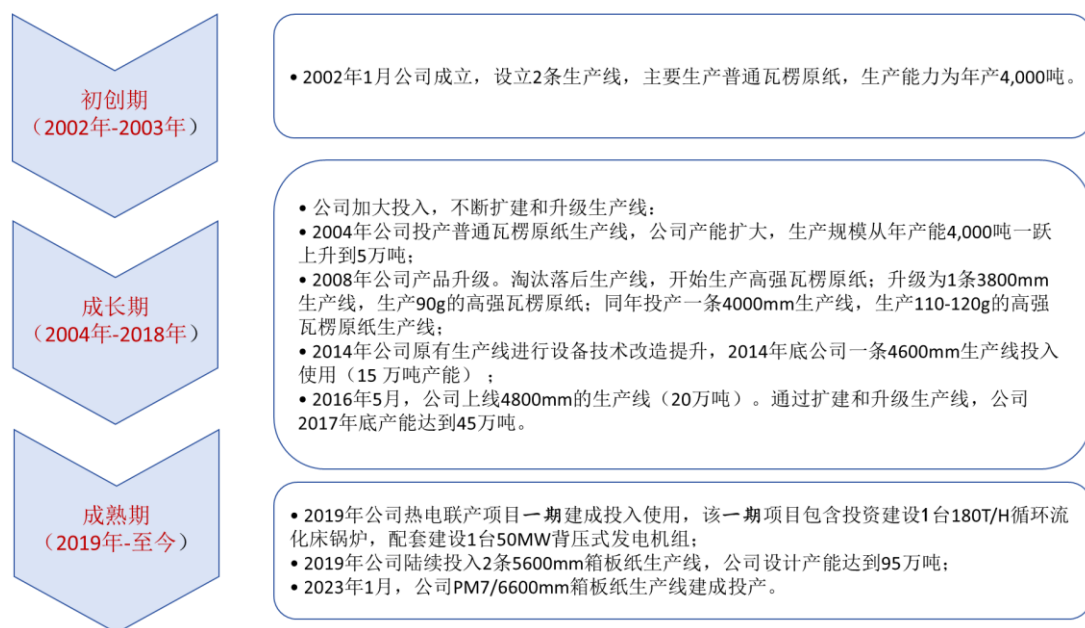 初创期
（2002年-2003年）
• 2002年1月公司成立，设立2条生产线，主要生产普通瓦楞原纸，生产能力为年产4,000吨。
成长期
（2004年-2018年）
• 公司加大投入，不断扩建和升级生产线：
• 2004年公司投产普通瓦楞原纸生产线，公司产能扩大，生产规模从年产能4,000吨一跃
上升到5万吨；
• 2008年公司产品升级。淘汰落后生产线，开始生产高强瓦楞原纸；升级为1条3800mm
生产线，生产90g的高强瓦楞原纸；同年投产一条4000mm生产线，生产110-120g的高强
瓦楞原纸生产线；
• 2014年公司原有生产线进行设备技术改造提升，2014年底公司一条4600mm生产线投入
使用（15 万吨产能）；
• 2016年5月，公司上线4800mm的生产线（20万吨）。通过扩建和升级生产线，公司
2017年底产能达到45万吨。
成熟期
（2019年-至今）
• 2019年公司热电联产项目一期建成投入使用，该一期项目包含投资建设1台180T/H循环流
化床锅炉，配套建设1台50MW背压式发电机组；
• 2019年公司陆续投入2条5600mm箱板纸生产线，公司设计产能达到95万吨；
• 2023年1月，公司PM7/6600mm箱板纸生产线建成投产。